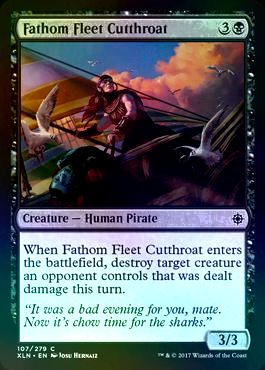 Fathom Fleet Cutthroat 3
Creature — Human Pirate
When Fathom Fleet Cutthroat enters
the battlefield, destroy target creature
an opponent controls that was dealt
damage this turn.
"It was a bad evening for you, mate.
Now it's chow time for the sharks."
3/3
107/279 C
XLN • EN Josu Hernaiz
™ & © 2017 Wizards of the Coast